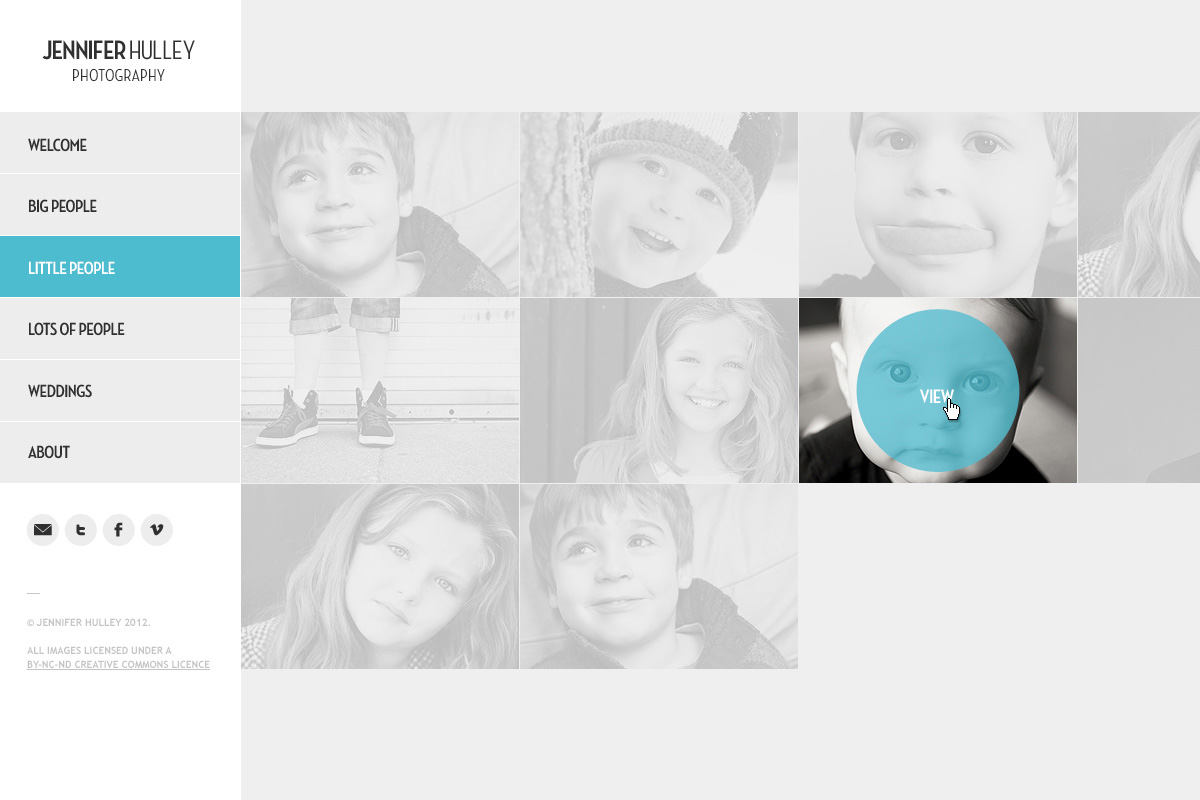 JENNIFER HULLEY
PHOTOGRAPHY
WELCOME
BIG PEOPLE
LITTLE PEOPLE
LOTS OF PEOPLE
WEDDINGS
ABOUT
VIEW
© JENNIFER HULLEY 2012.
ALL IMAGES LICENSED UNDER A
BY-NC-ND CREATIVE COMMONS LICENCE